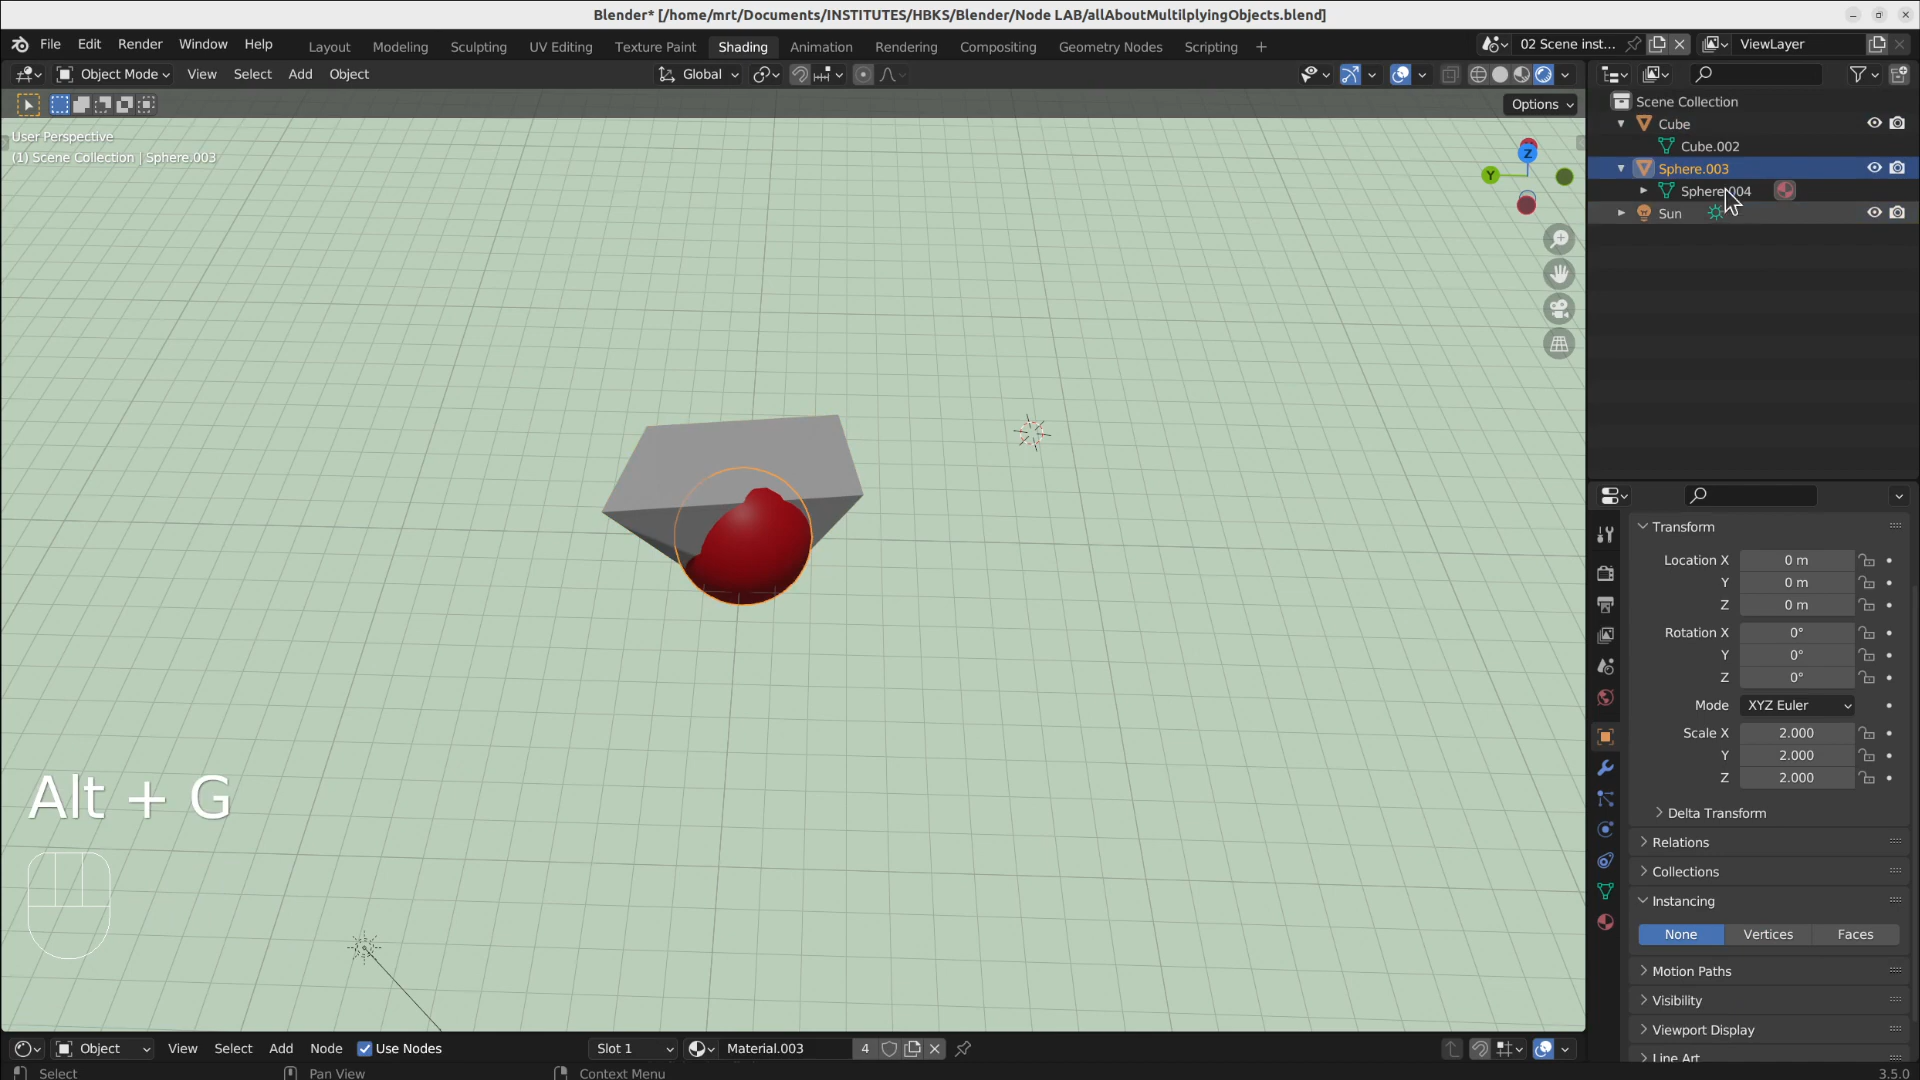 Blender* [/home/mrt/Documents/INSTITUTES/HBKS/Blender/Node LAB/allAboutMultilplyingObjects.blend]
File Edit Render Window Help Layout Modeling Sculpting UV Editing Texture Paint Shading Animation Rendering Compositing Geometry Nodes Scripting + 02 Scene inst... ViewLayer
Object Mode View Select Add Object Global
Options
User Perspective
(1) Scene Collection | Sphere.003
Z
Y
Scene Collection
Cube
Cube.002
Sphere.003
Sphere.004
Sun
Transform
Location X 0 m
Y 0 m
Z 0 m
Rotation X 0°
Y 0°
Z 0°
Mode XYZ Euler
Scale X 2.000
Y 2.000
Z 2.000
Delta Transform
Relations
Collections
Instancing
None Vertices Faces
Motion Paths
Visibility
Viewport Display
Line Art
Alt + G
Object View Select Add Node Use Nodes Slot 1 Material.003 4
Select Pan View Context Menu 3.5.0